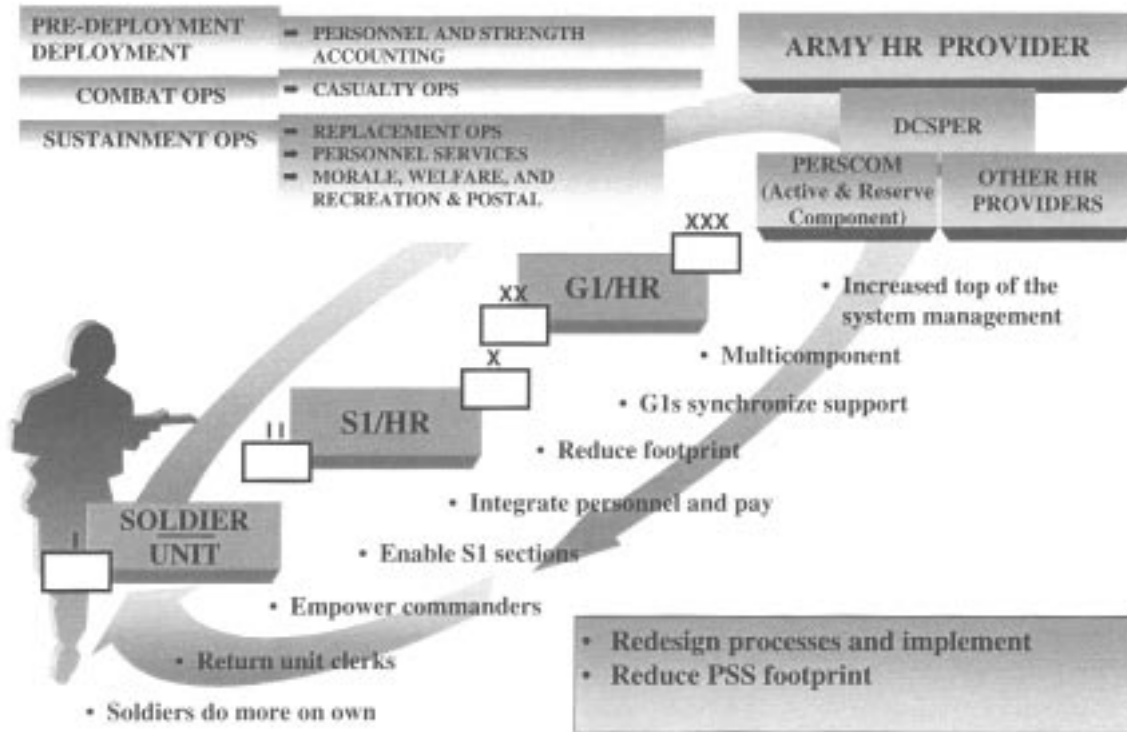 PRE-DEPLOYMENT
DEPLOYMENT
➡ PERSONNEL AND STRENGTH
ACCOUNTING
COMBAT OPS
➡ CASUALTY OPS
SUSTAINMENT OPS
➡ REPLACEMENT OPS
➡ PERSONNEL SERVICES
➡ MORALE, WELFARE, AND
RECREATION & POSTAL
ARMY HR PROVIDER
DCSPER
PERSCOM
(Active & Reserve
Component)
OTHER HR
PROVIDERS
XXX
G1/HR
XX
X
S1/HR
II
SOLDIER
UNIT
I
• Increased top of the
system management
• Multicomponent
• G1s synchronize support
• Reduce footprint
• Integrate personnel and pay
• Enable S1 sections
• Empower commanders
• Return unit clerks
• Soldiers do more on own
• Redesign processes and implement
• Reduce PSS footprint